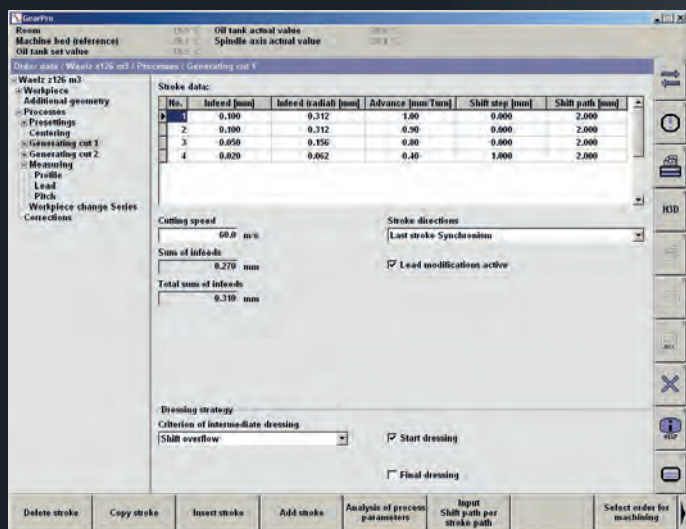 GearPro
Room Oil tank actual value
Machine bed (reference) Spindle axis actual value
Oil tank set value
Order data / Waelz z126 m3 / Processes / Generating cut 1
Waelz z126 m3
Workpiece
Additional geometry
Processes
Presettings
Centering
Generating cut 1
Generating cut 2
Measuring
Profile
Lead
Pitch
Workpiece change Series
Corrections
Stroke data:
No. Infeed [mm] Infeed (radial) [mm] Advance [mm/Turn] Shift step [mm] Shift path [mm]
1 0.100 0.312 1.00 0.000 2.000
2 0.100 0.312 0.90 0.000 2.000
3 0.050 0.156 0.80 0.000 2.000
4 0.020 0.062 0.40 1.000 2.000
Cutting speed
60.0 m/s
Stroke directions
Last stroke Synchronism
Sum of infeeds
0.270 mm
Lead modifications active
Total sum of infeeds
0.310 mm
Dressing strategy
Criterion of intermediate dressing
Shift overflow
Start dressing
Final dressing
H3D
HELP
Delete stroke
Copy stroke
Insert stroke
Add stroke
Analysis of process
parameters
Input
Shift path per
stroke path
Select order for
machining